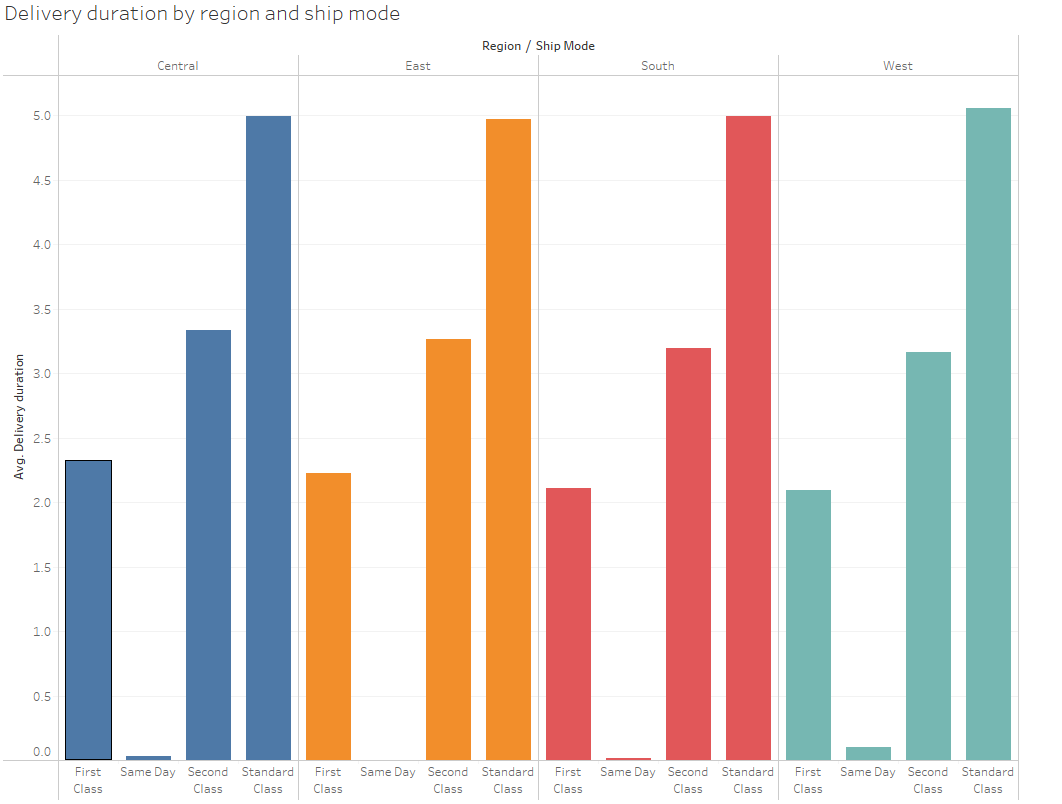 Delivery duration by region and ship mode
Region / Ship Mode
Central East South West
Avg. Delivery duration
5.0
4.5
4.0
3.5
3.0
2.5
2.0
1.5
1.0
0.5
0.0
First Class Same Day Second Class Standard Class First Class Same Day Second Class Standard Class First Class Same Day Second Class Standard Class First Class Same Day Second Class Standard Class